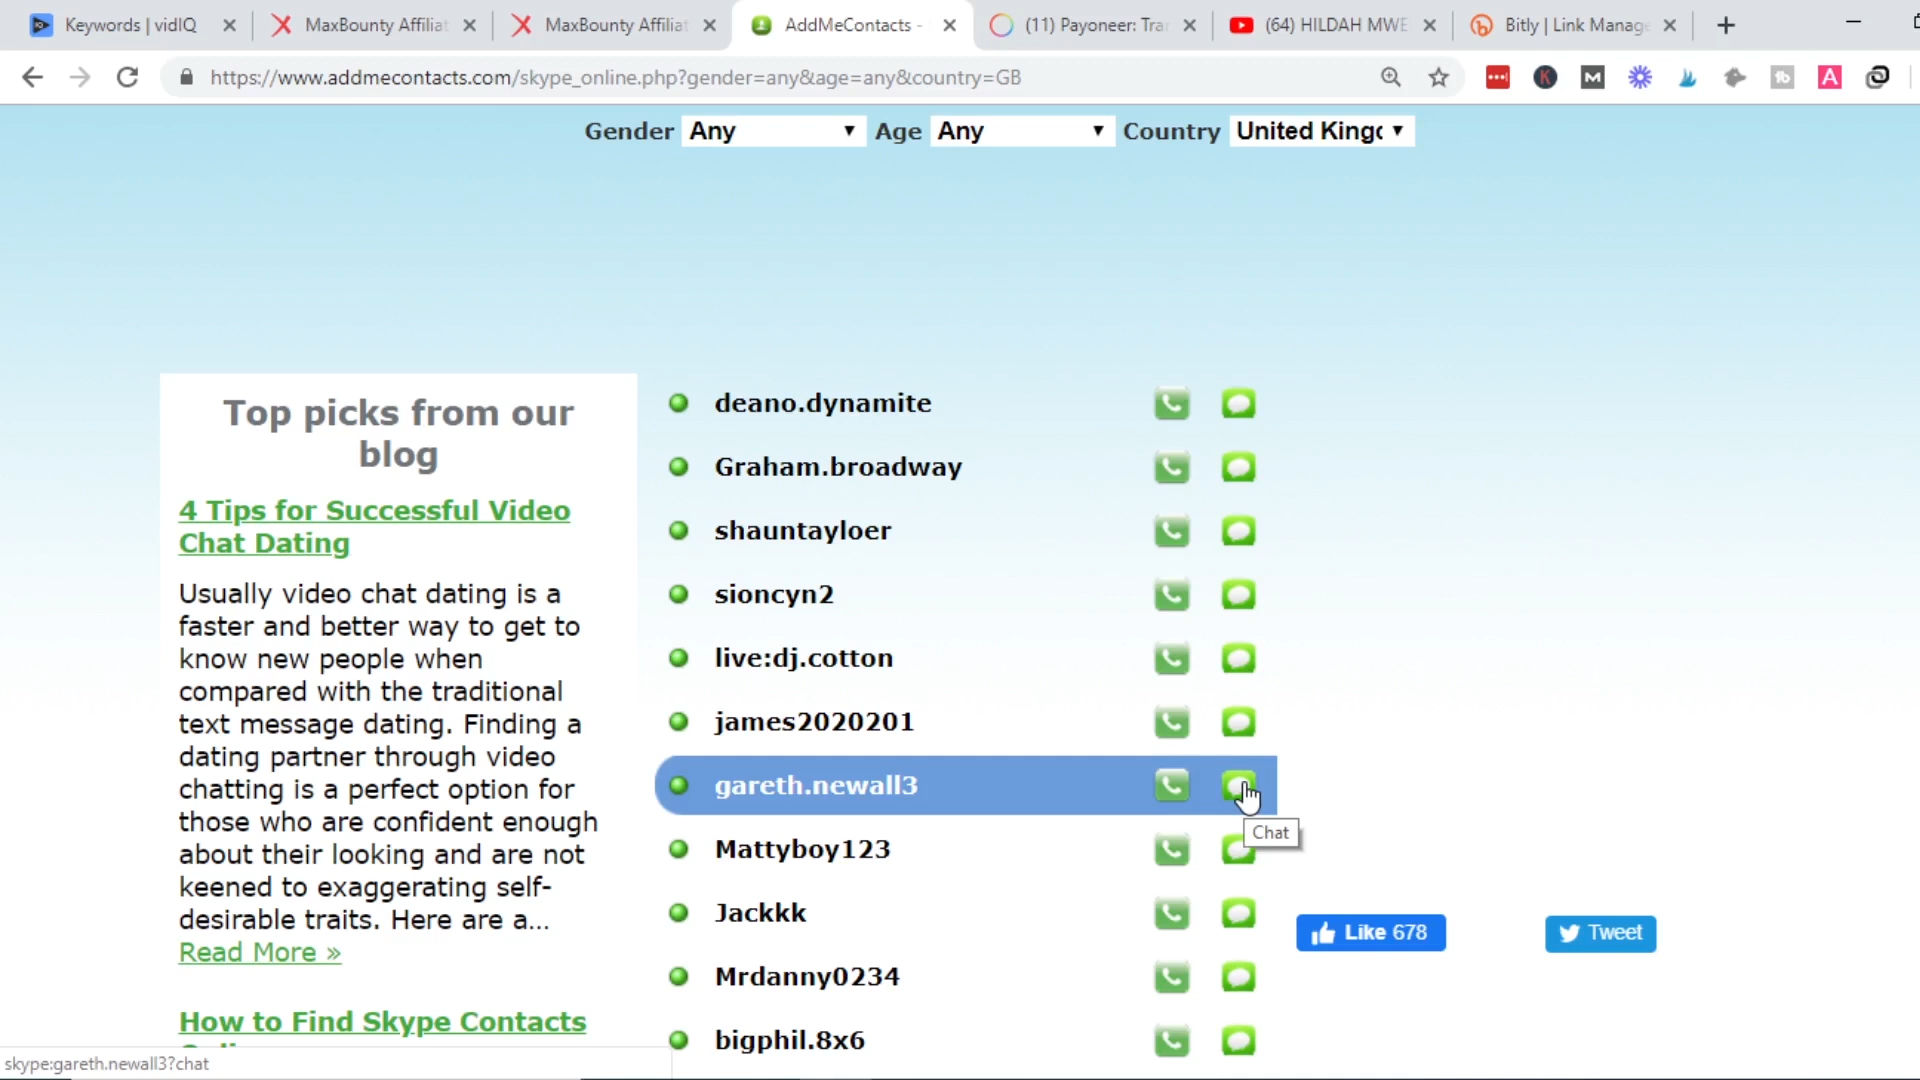 Keywords | vidIQ
MaxBounty Affiliat
MaxBounty Affiliat
AddMeContacts -
(11) Payoneer: Tra
(64) HILDAH MWE
Bitly | Link Manage
https://www.addmecontacts.com/skype_online.php?gender=any&age=any&country=GB
Gender Any Age Any Country United Kingd
Top picks from our
blog
4 Tips for Successful Video
Chat Dating
Usually video chat dating is a
faster and better way to get to
know new people when
compared with the traditional
text message dating. Finding a
dating partner through video
chatting is a perfect option for
those who are confident enough
about their looking and are not
keened to exaggerating self-
desirable traits. Here are a...
Read More »
How to Find Skype Contacts
deano.dynamite
Graham.broadway
shauntayloer
sioncyn2
live:dj.cotton
james2020201
gareth.newall3
Chat
Mattyboy123
Jackkk
Mrdanny0234
bigphil.8x6
Like 678
Tweet
skype:gareth.newall3?chat